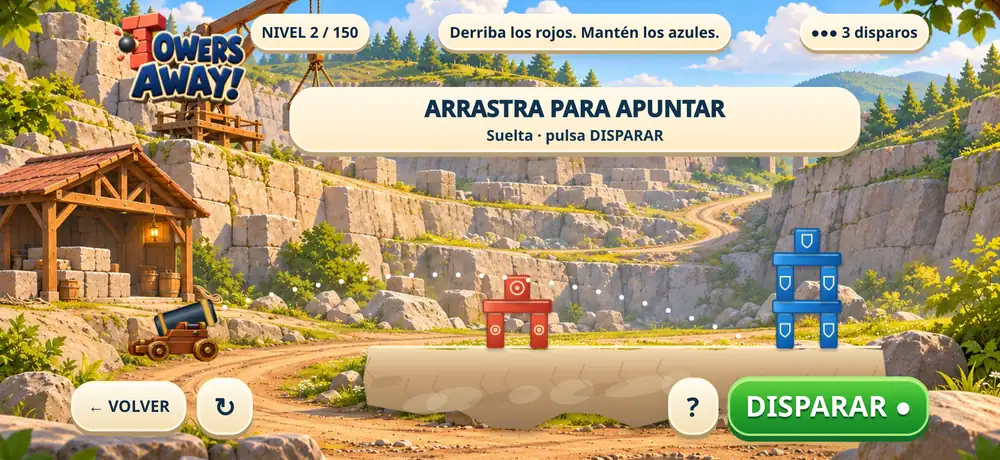 TOWERS
AWAY!
NIVEL 2 / 150
Derriba los rojos. Mantén los azules.
●●● 3 disparos
ARRASTRA PARA APUNTAR
Suelta · pulsa DISPARAR
← VOLVER
↻
?
DISPARAR ●